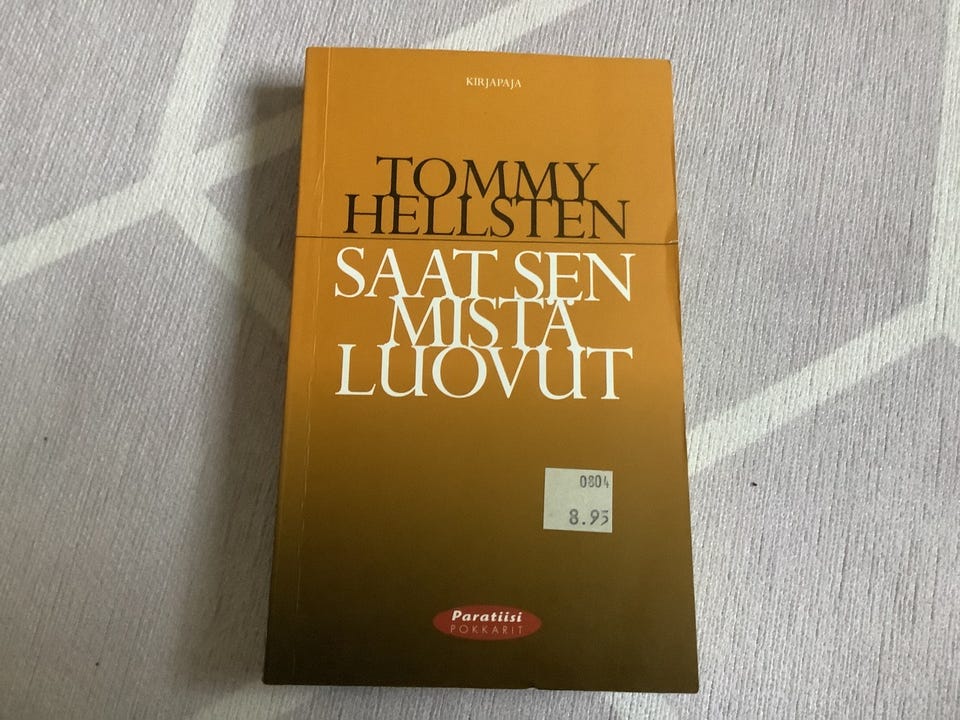 KIRJAPAJA
TOMMY
HELLSTEN
SAAT SEN
MISTÄ
LUOVUT
0804
8.95
Paratiisi
POKKARIT